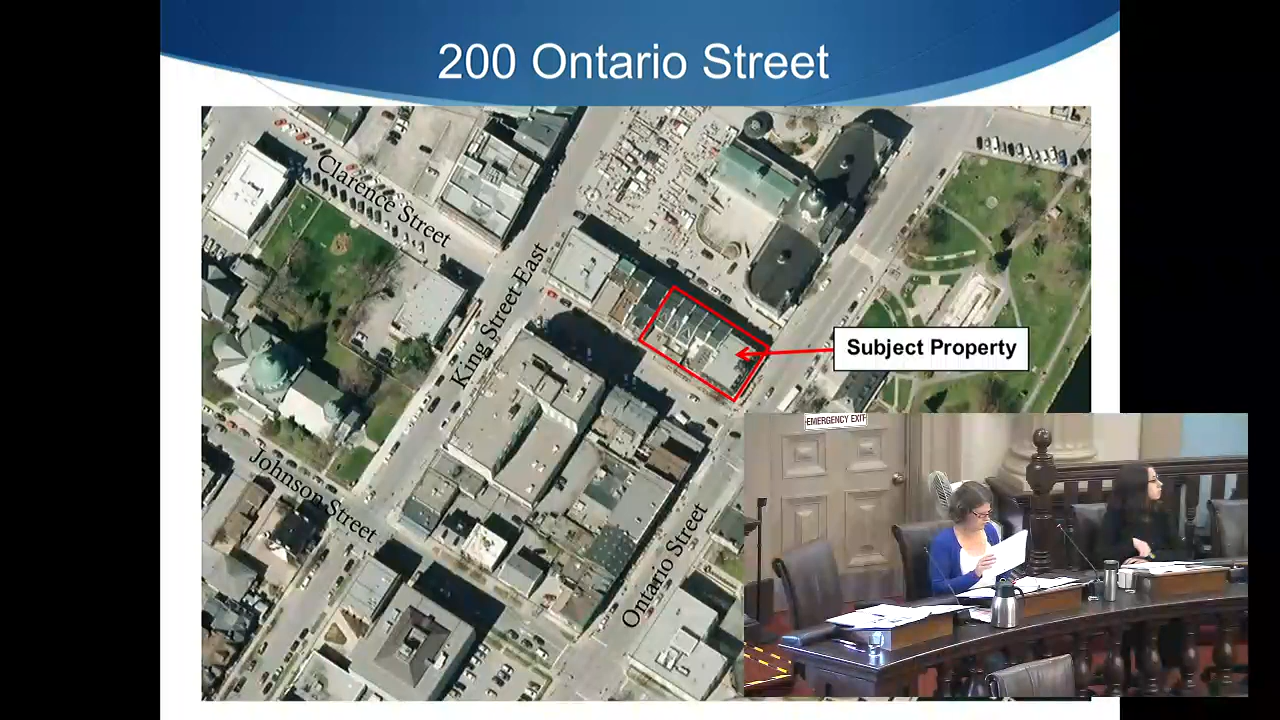 200 Ontario Street
Clarence Street
King Street East
Subject Property
EMERGENCY EXIT
Johnson Street
Ontario Street